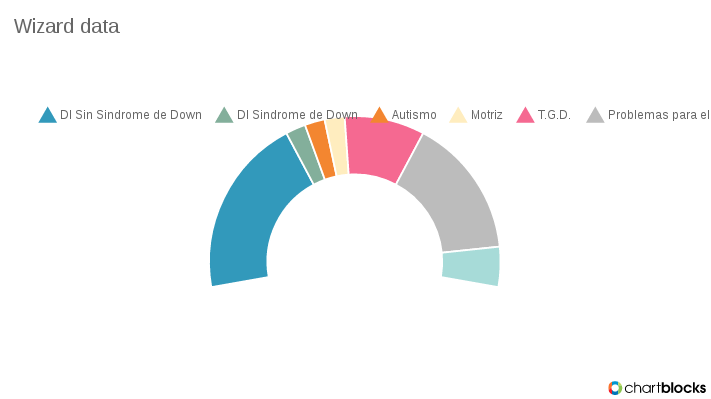 Wizard data
DI Sin Sindrome de Down DI Sindrome de Down Autismo Motriz T.G.D. Problemas para el
chartblocks